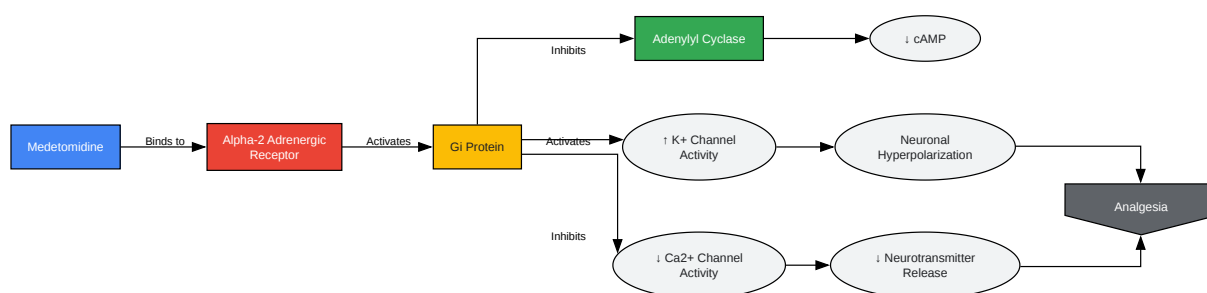 Inhibits
Adenylyl Cyclase
↓ cAMP
Medetomidine
Binds to
Alpha-2 Adrenergic
Receptor
Activates
Gi Protein
Activates
↑ K+ Channel
Activity
Neuronal
Hyperpolarization
Analgesia
Inhibits
↓ Ca2+ Channel
Activity
↓ Neurotransmitter
Release